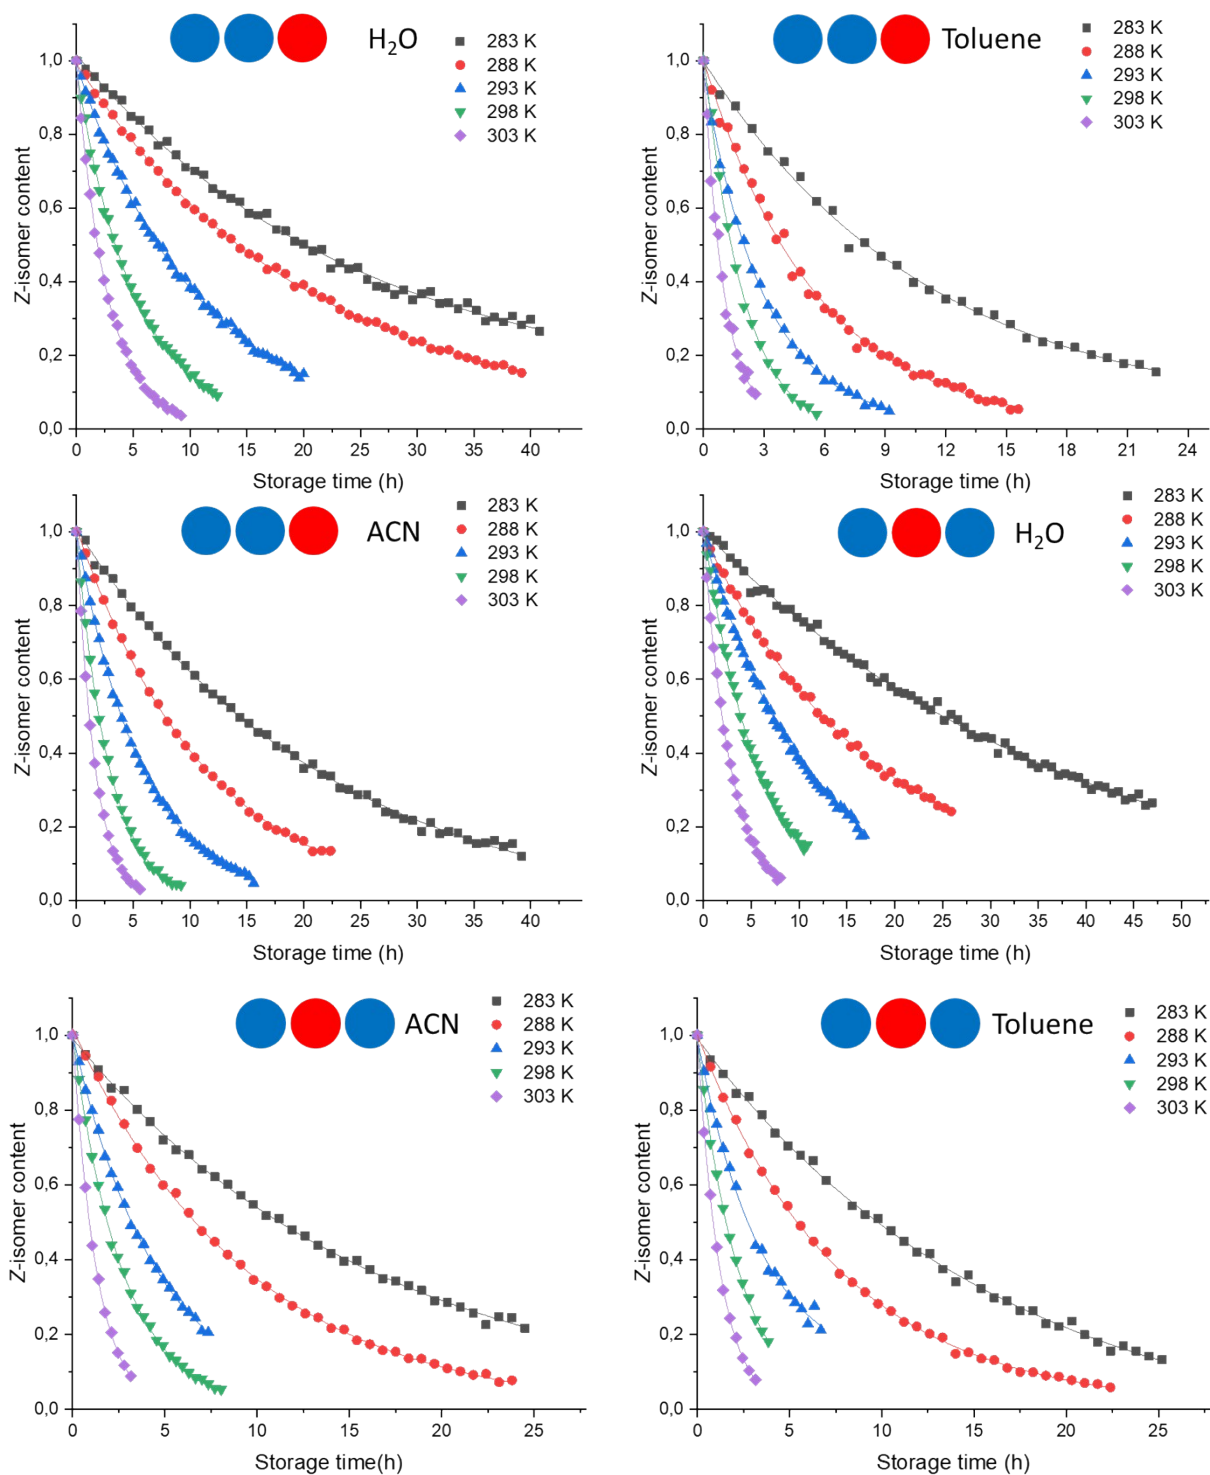 H₂O
283 K
288 K
293 K
298 K
303 K
1,0
0,8
0,6
0,4
0,2
0,0
Z-isomer content
0 5 10 15 20 25 30 35 40
Storage time (h)
Toluene
283 K
288 K
293 K
298 K
303 K
1,0
0,8
0,6
0,4
0,2
0,0
Z-isomer content
0 3 6 9 12 15 18 21 24
Storage time (h)
ACN
283 K
288 K
293 K
298 K
303 K
1,0
0,8
0,6
0,4
0,2
0,0
Z-isomer content
0 5 10 15 20 25 30 35 40
Storage time (h)
H₂O
283 K
288 K
293 K
298 K
303 K
1,0
0,8
0,6
0,4
0,2
0,0
Z-isomer content
0 5 10 15 20 25 30 35 40 45 50
Storage time (h)
ACN
283 K
288 K
293 K
298 K
303 K
1,0
0,8
0,6
0,4
0,2
0,0
Z-isomer content
0 5 10 15 20 25
Storage time(h)
Toluene
283 K
288 K
293 K
298 K
303 K
1,0
0,8
0,6
0,4
0,2
0,0
Z-isomer content
0 5 10 15 20 25
Storage time (h)